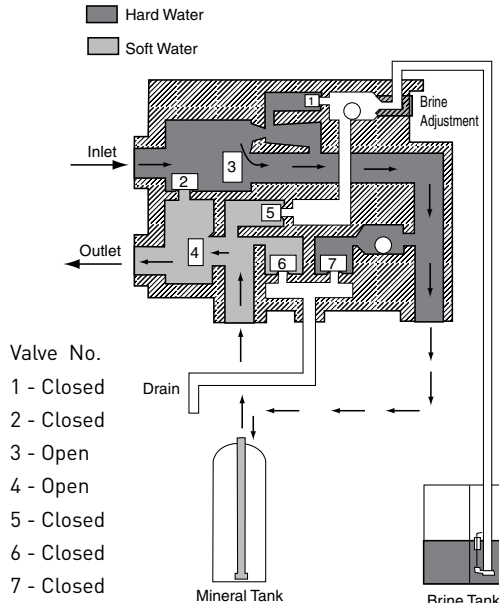 Hard Water
Soft Water
1
Brine
Adjustment
Inlet
3
2
5
Outlet
4
6
7
Valve No.
1 - Closed
Drain
2 - Closed
3 - Open
4 - Open
5 - Closed
6 - Closed
7 - Closed
Mineral Tank
Brine Tank